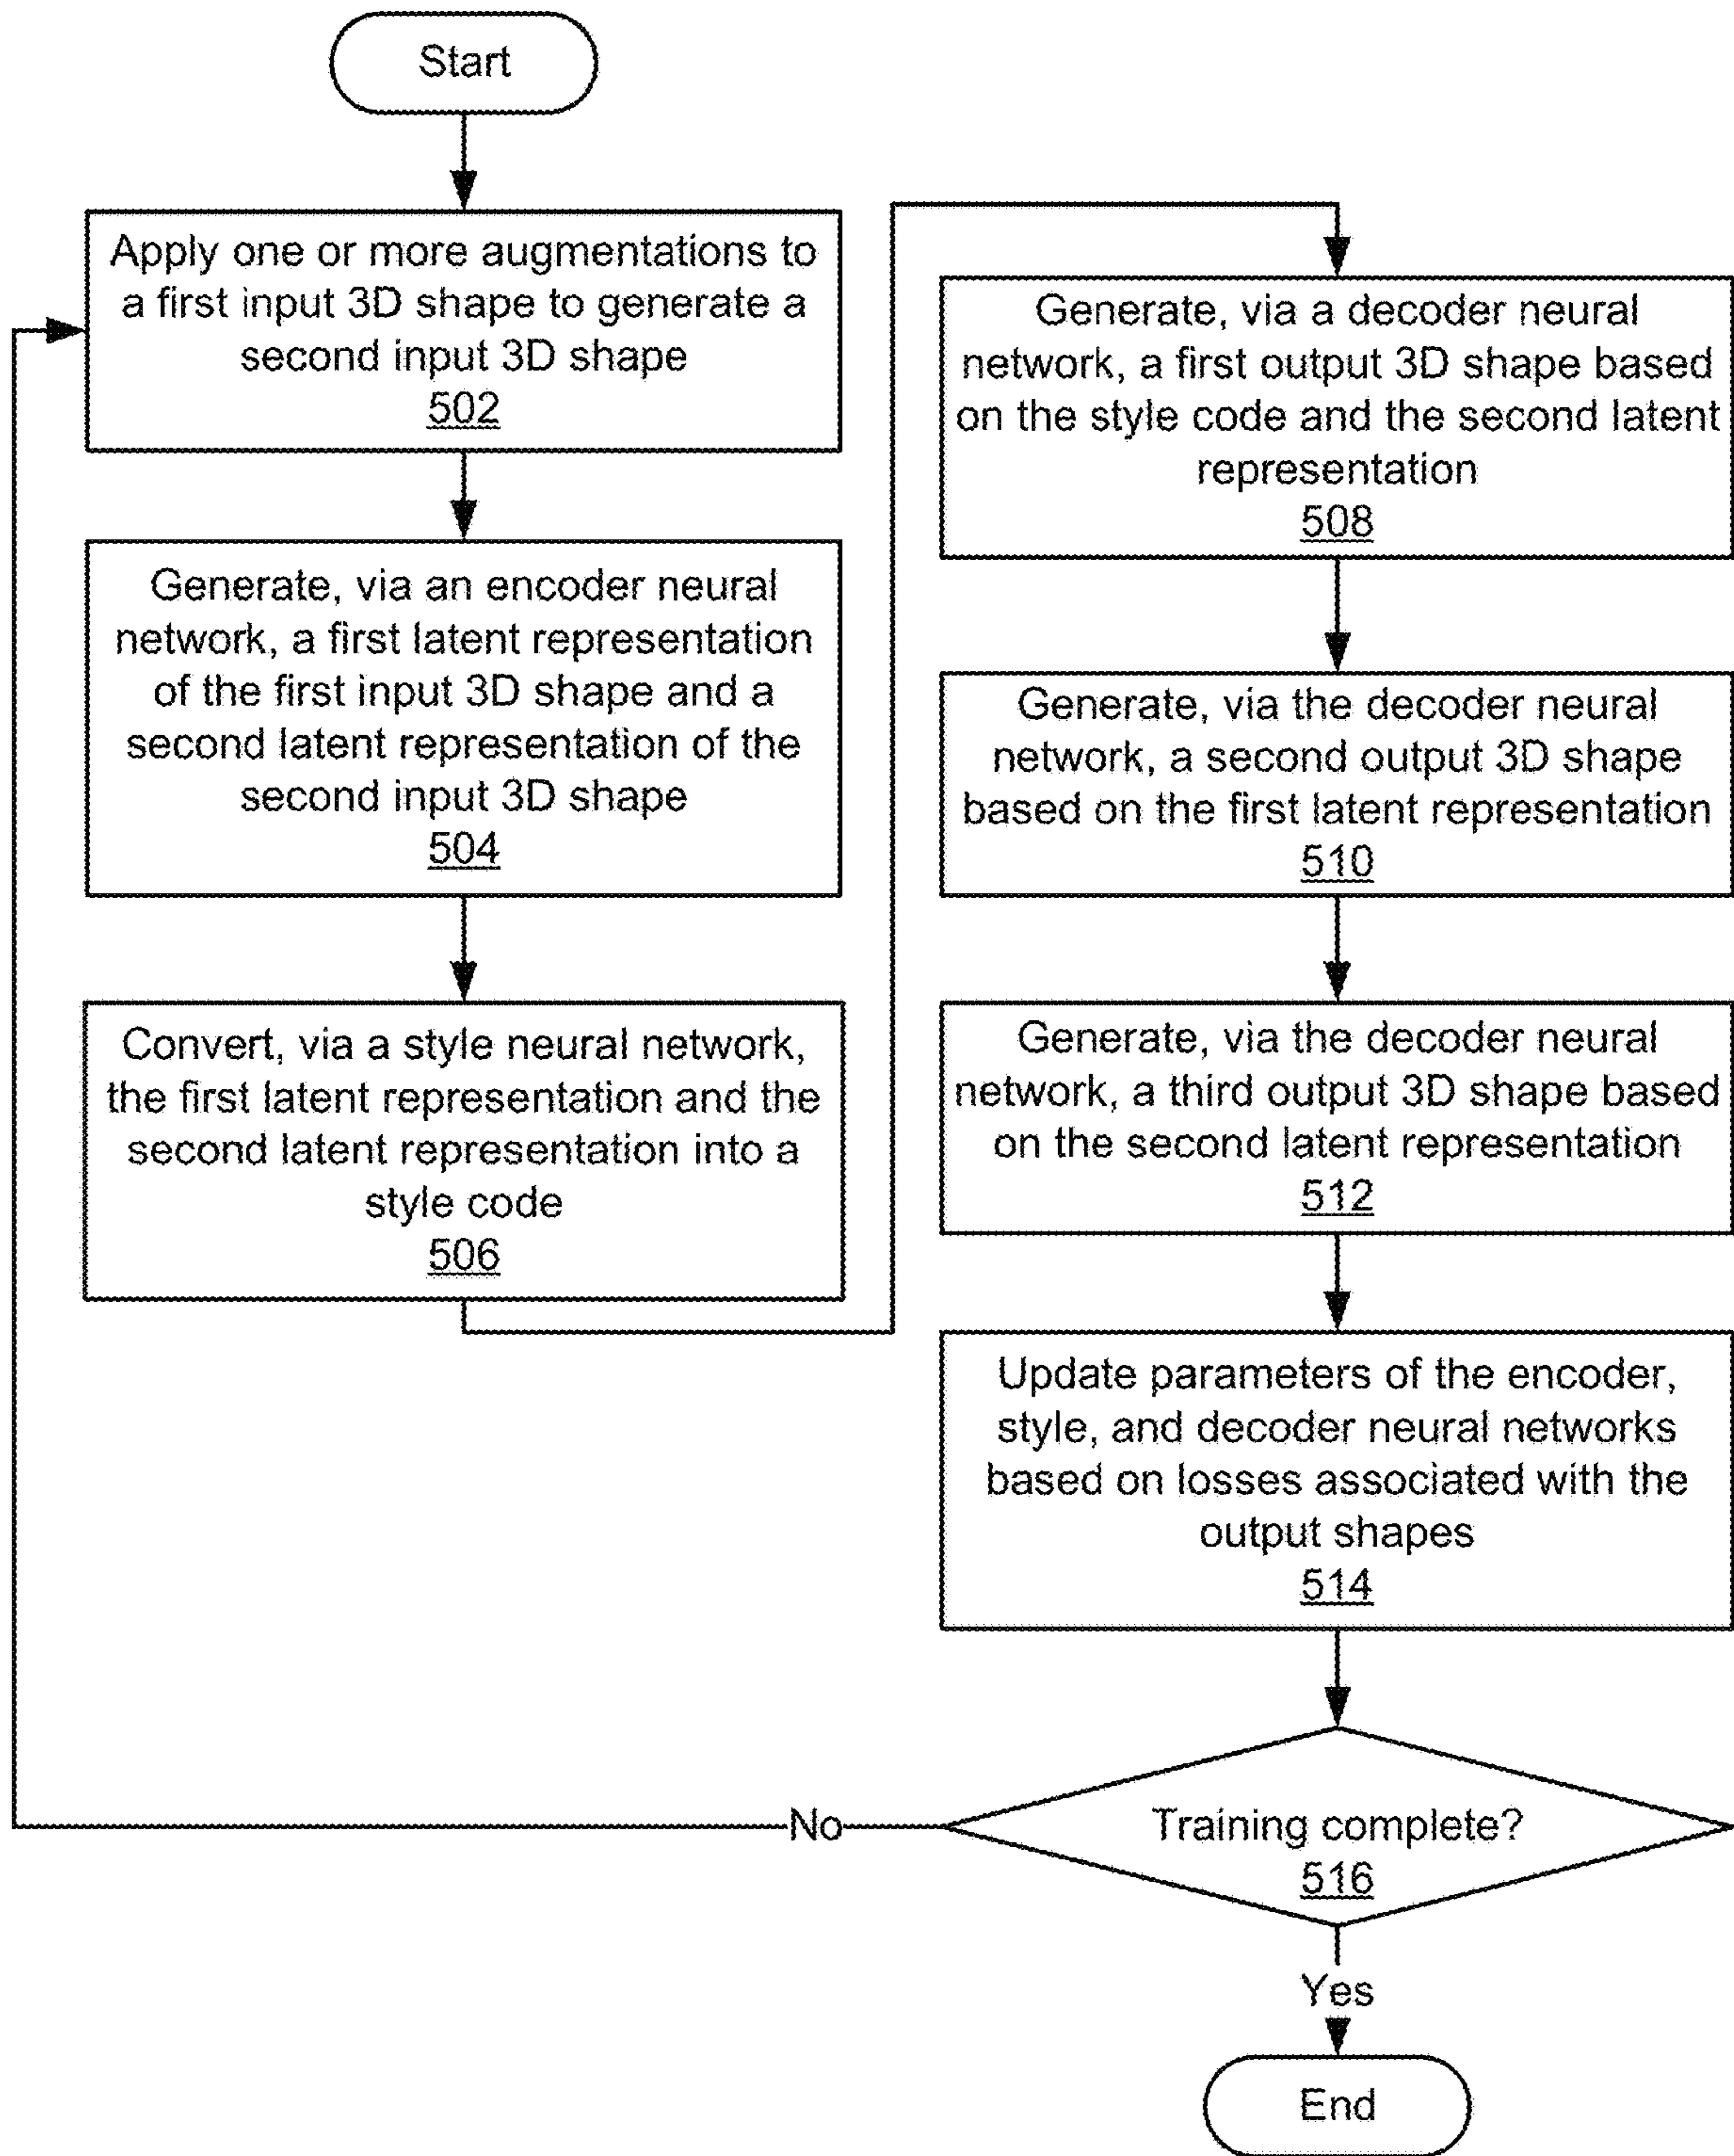 Start
Apply one or more augmentations to
a first input 3D shape to generate a
second input 3D shape
502
Generate, via an encoder neural
network, a first latent representation
of the first input 3D shape and a
second latent representation of the
second input 3D shape
504
Convert, via a style neural network,
the first latent representation and the
second latent representation into a
style code
506
Generate, via a decoder neural
network, a first output 3D shape based
on the style code and the second latent
representation
508
Generate, via the decoder neural
network, a second output 3D shape
based on the first latent representation
510
Generate, via the decoder neural
network, a third output 3D shape based
on the second latent representation
512
Update parameters of the encoder,
style, and decoder neural networks
based on losses associated with the
output shapes
514
Training complete?
516
No
Yes
End